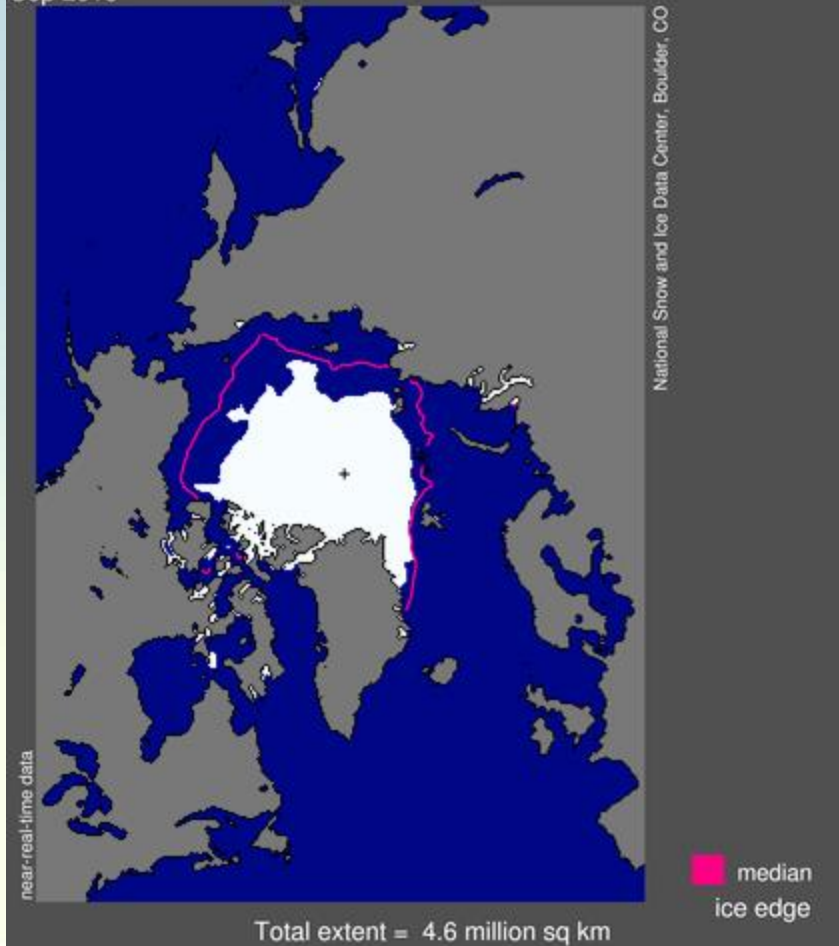 National Snow and Ice Data Center, Boulder, CO
near-real-time data
median
ice edge
Total extent = 4.6 million sq km